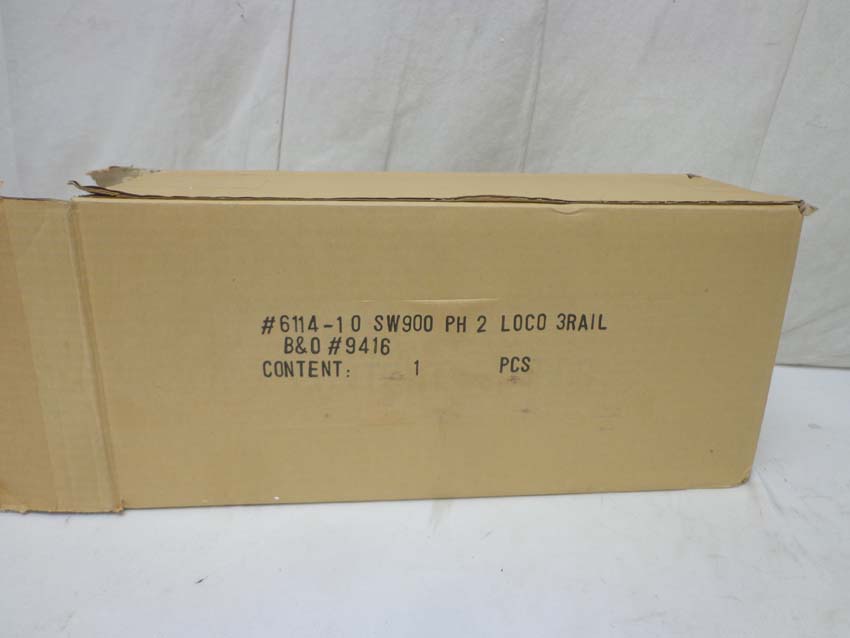 #6114-10 SW900 PH 2 LOCO 3RAIL
B&O #9416
CONTENT: 1 PCS